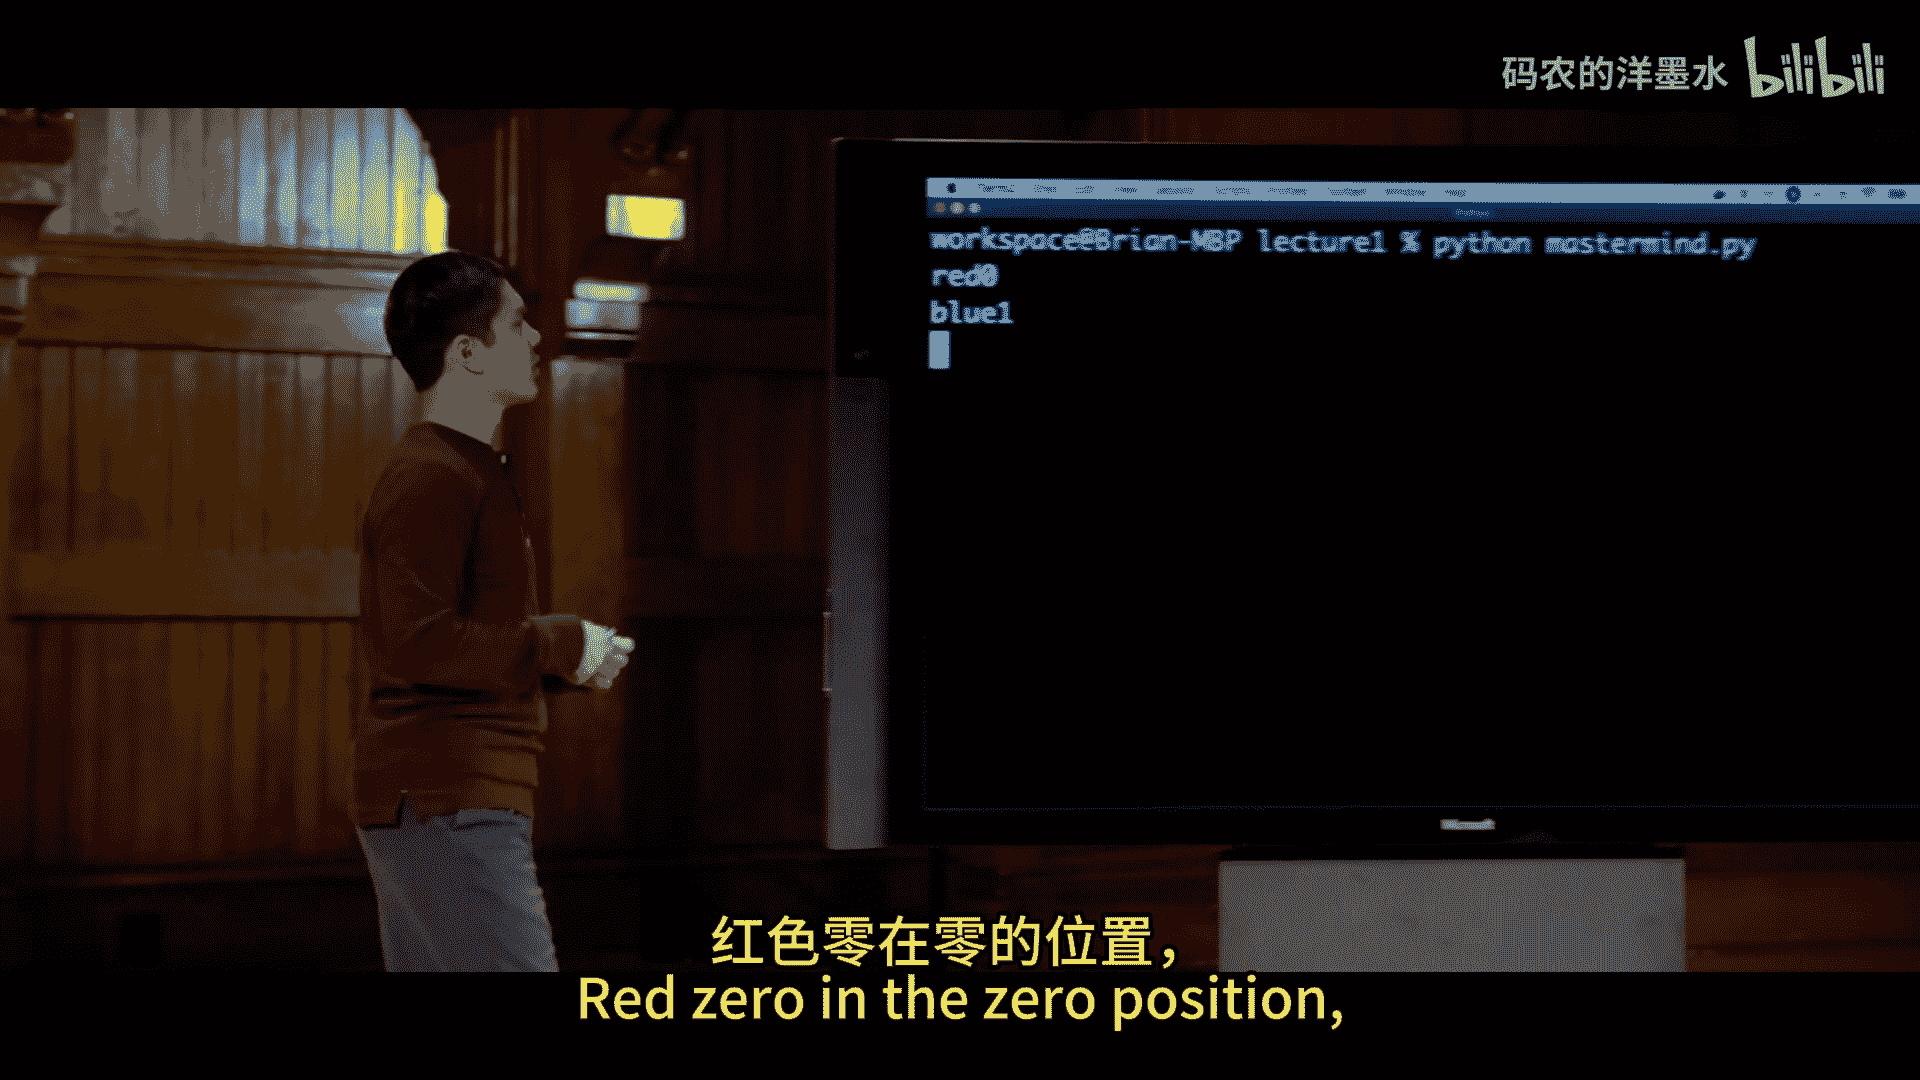 码农的洋墨水 bilibili
workspace@Brian-MBP lecture1 % python mastermind.py
red0
blue1
红色零在零的位置，
Red zero in the zero position,